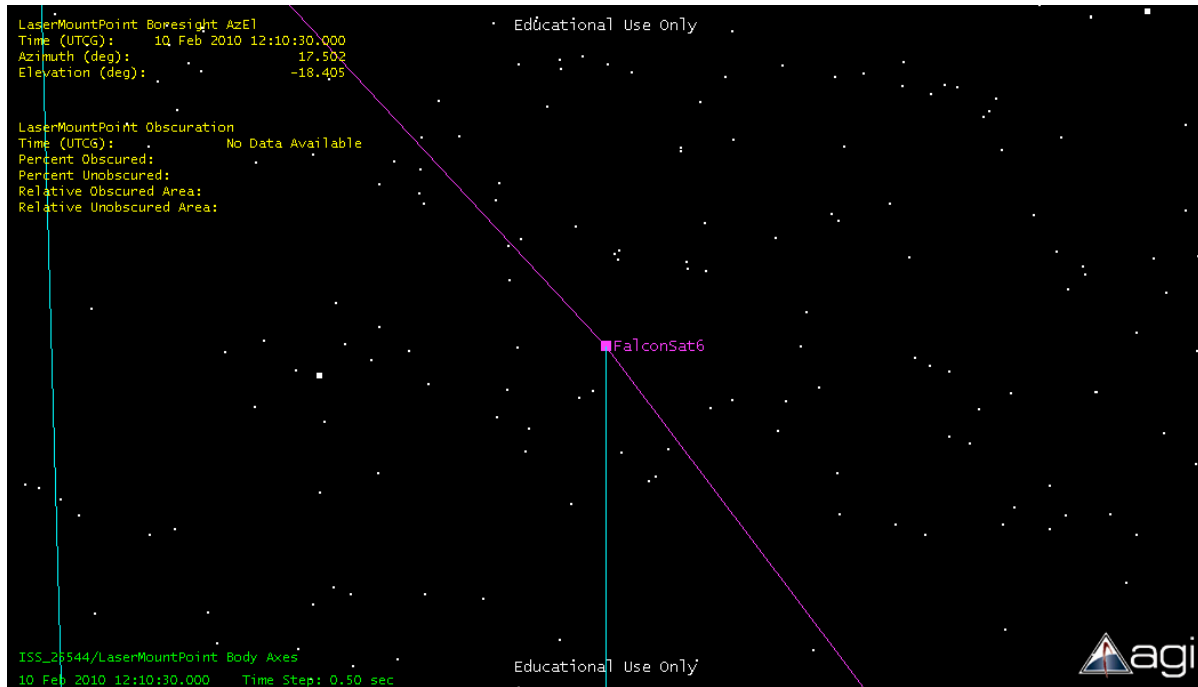 LaserMountPoint Boresight AzEl
Educational Use Only
Time (UTCG): 10 Feb 2010 12:10:30.000
Azimuth (deg): 17.502
Elevation (deg): -18.405
LaserMountPoint Obscuration
Time (UTCG): No Data Available
Percent Obscured:
Percent Unobscured:
Relative Obscured Area:
Relative Unobscured Area:
FalconSat6
ISS_25544/LaserMountPoint Body Axes
Educational Use Only
10 Feb 2010 12:10:30.000 Time Step: 0.50 sec
agi